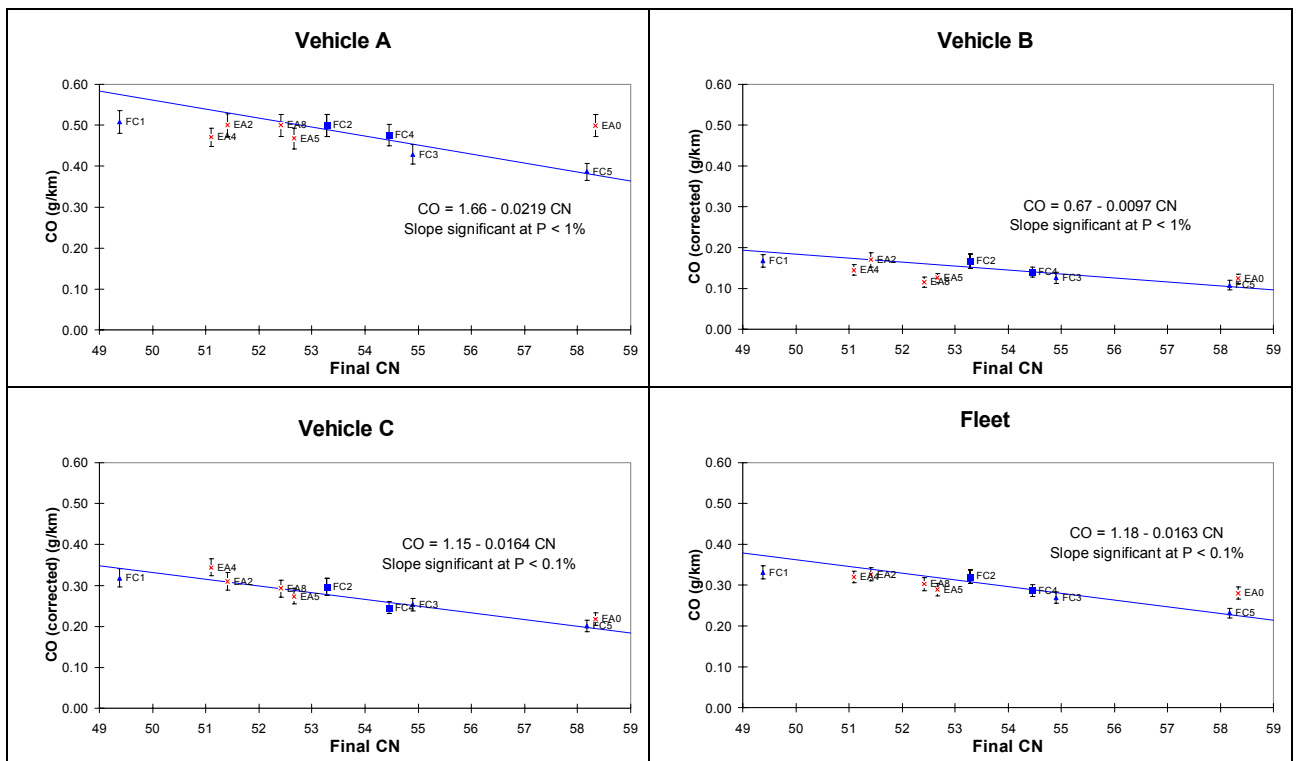 Vehicle A
0.60
0.50
0.40
0.30
0.20
0.10
0.00
CO (g/km)
FC1
EA4
EA2
EA8
EA5
FC2
FC4
FC3
FC5
EA0
CO = 1.66 - 0.0219 CN
Slope significant at P < 1%
49 50 51 52 53 54 55 56 57 58 59
Final CN
Vehicle B
0.60
0.50
0.40
0.30
0.20
0.10
0.00
CO (corrected) (g/km)
FC1
EA4
EA2
EA8
EA5
FC2
FC4
FC3
FC5
EA0
CO = 0.67 - 0.0097 CN
Slope significant at P < 1%
49 50 51 52 53 54 55 56 57 58 59
Final CN
Vehicle C
0.60
0.50
0.40
0.30
0.20
0.10
0.00
CO (corrected) (g/km)
FC1
EA4
EA2
EA8
EA5
FC2
FC4
FC3
FC5
EA0
CO = 1.15 - 0.0164 CN
Slope significant at P < 0.1%
49 50 51 52 53 54 55 56 57 58 59
Final CN
Fleet
0.60
0.50
0.40
0.30
0.20
0.10
0.00
CO (g/km)
FC1
EA4
EA2
EA8
EA5
FC2
FC4
FC3
FC5
EA0
CO = 1.18 - 0.0163 CN
Slope significant at P < 0.1%
49 50 51 52 53 54 55 56 57 58 59
Final CN